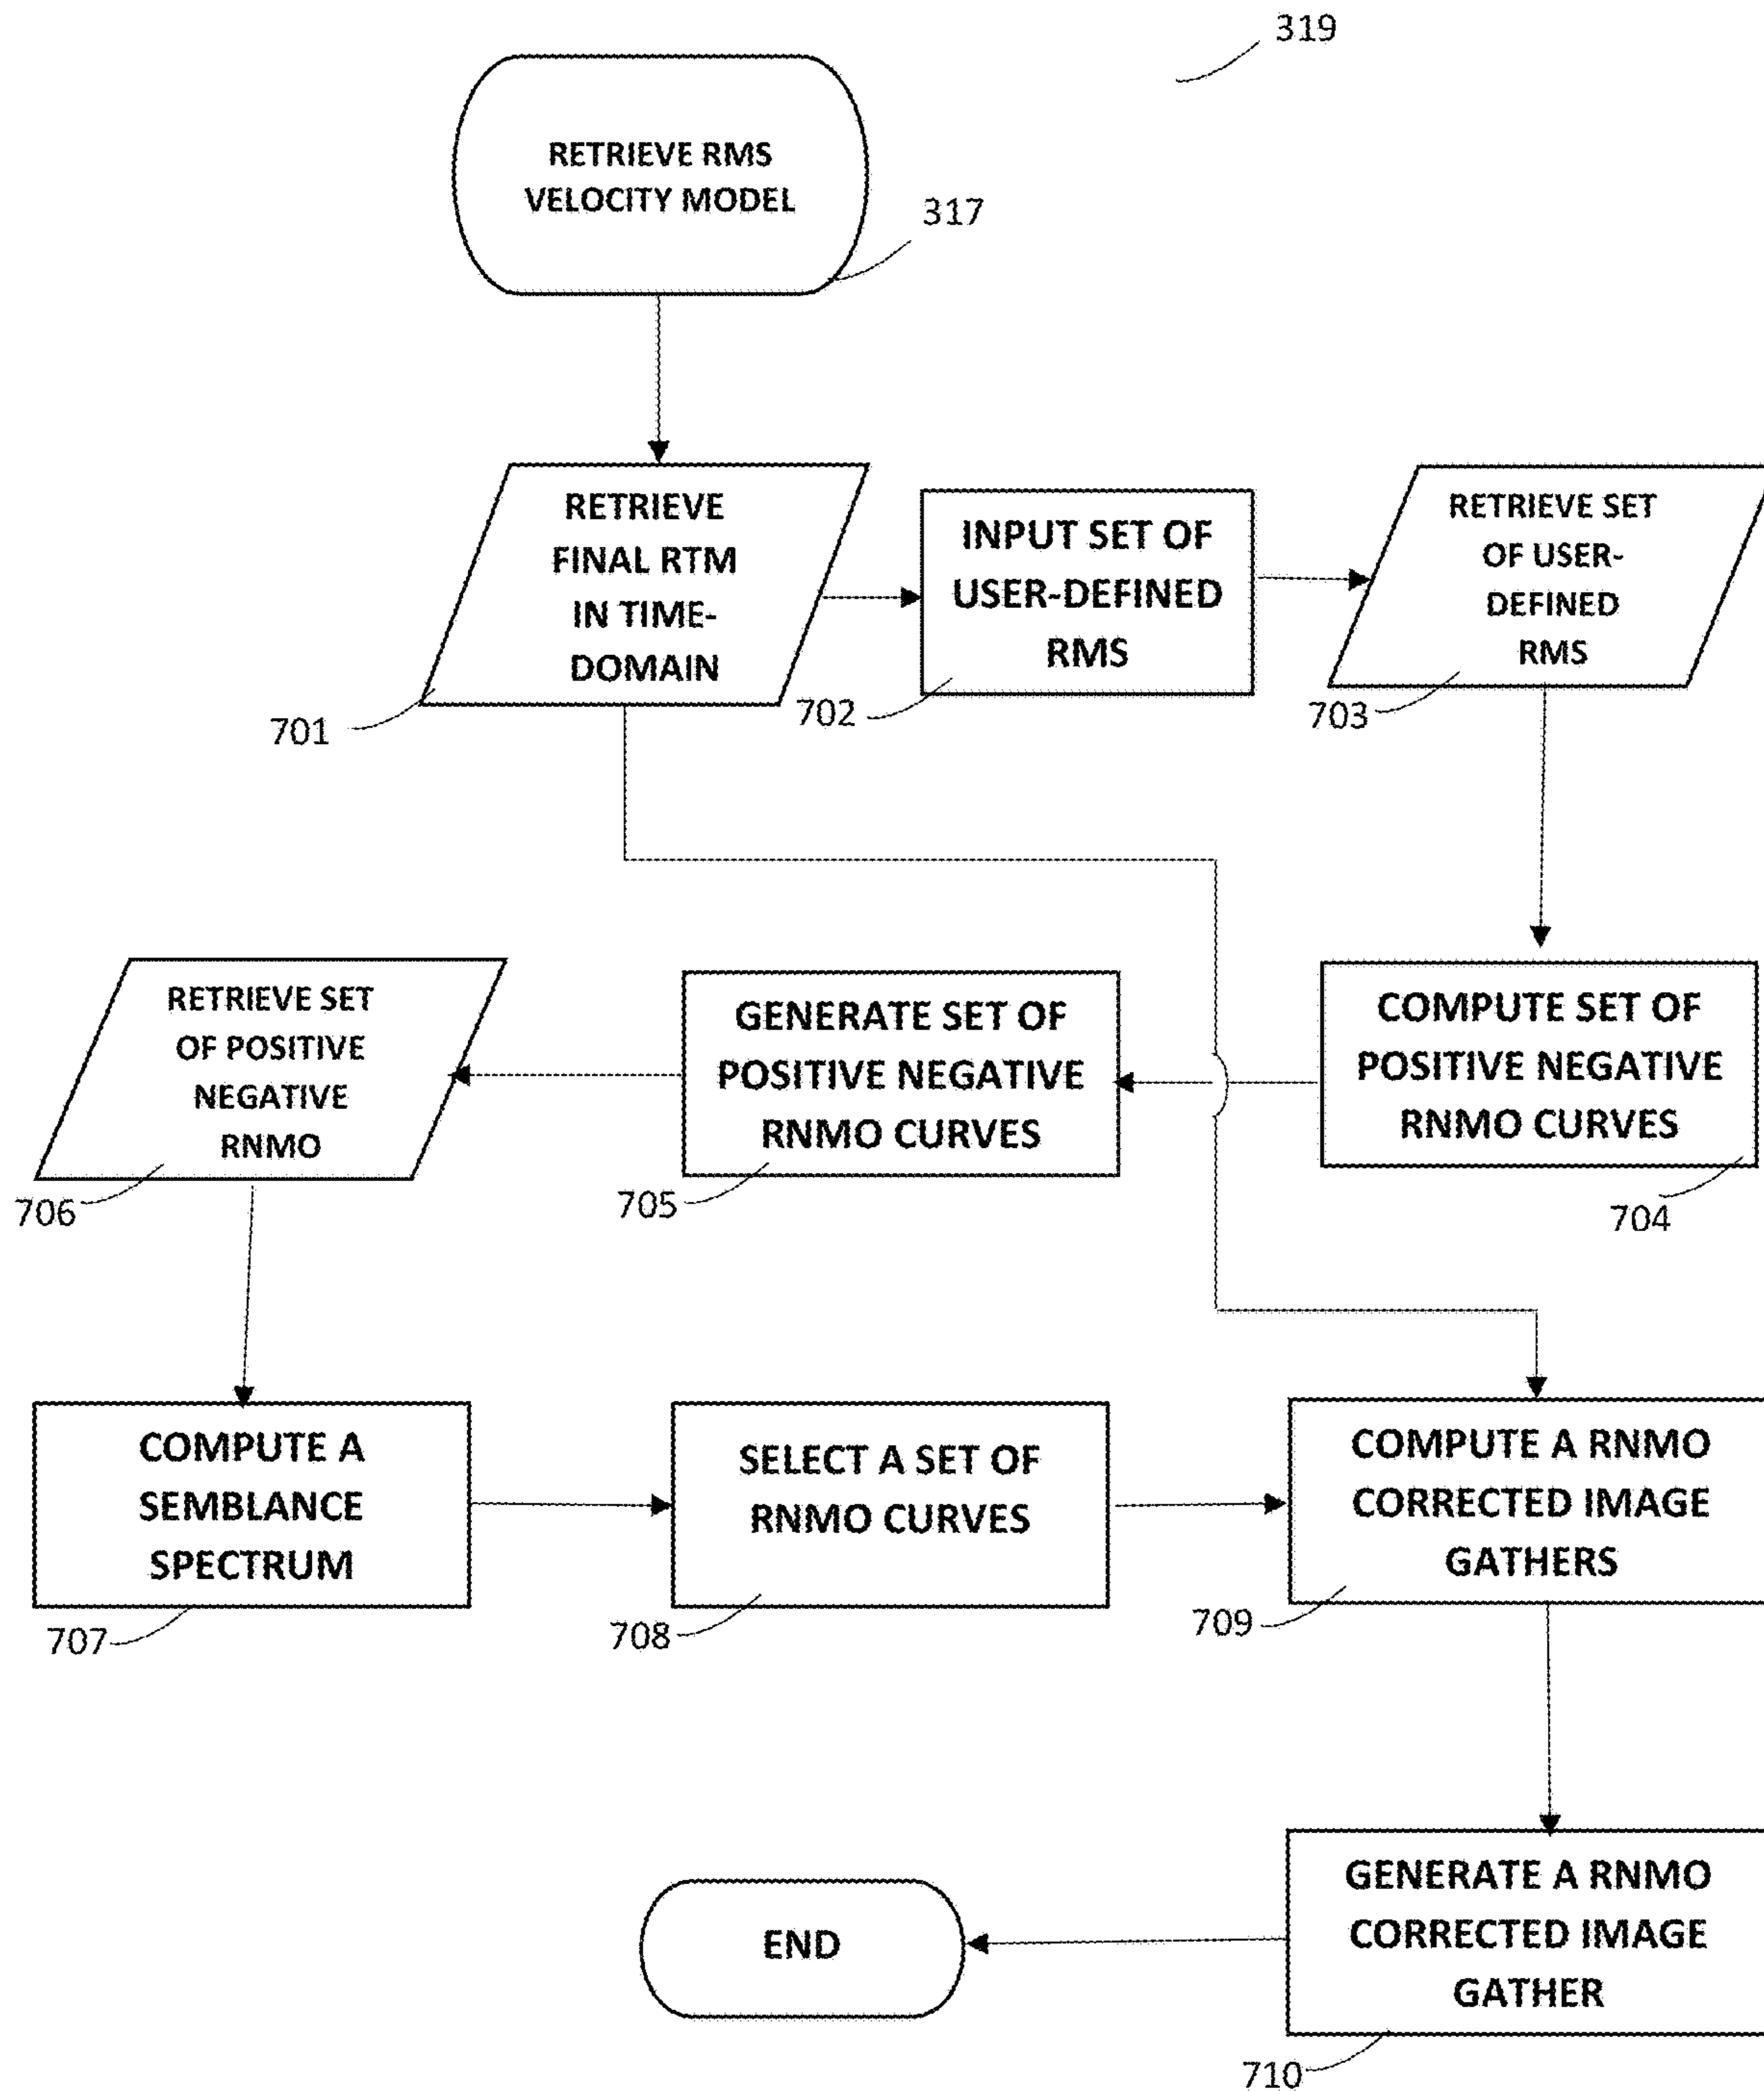 319
RETRIEVE RMS
VELOCITY MODEL
317
RETRIEVE
FINAL RTM
IN TIME-
DOMAIN
701
INPUT SET OF
USER-DEFINED
RMS
702
RETRIEVE SET
OF USER-
DEFINED
RMS
703
COMPUTE SET OF
POSITIVE NEGATIVE
RNMO CURVES
704
GENERATE SET OF
POSITIVE NEGATIVE
RNMO CURVES
705
RETRIEVE SET
OF POSITIVE
NEGATIVE
RNMO
706
COMPUTE A
SEMBLANCE
SPECTRUM
707
SELECT A SET OF
RNMO CURVES
708
COMPUTE A RNMO
CORRECTED IMAGE
GATHERS
709
GENERATE A RNMO
CORRECTED IMAGE
GATHER
710
END